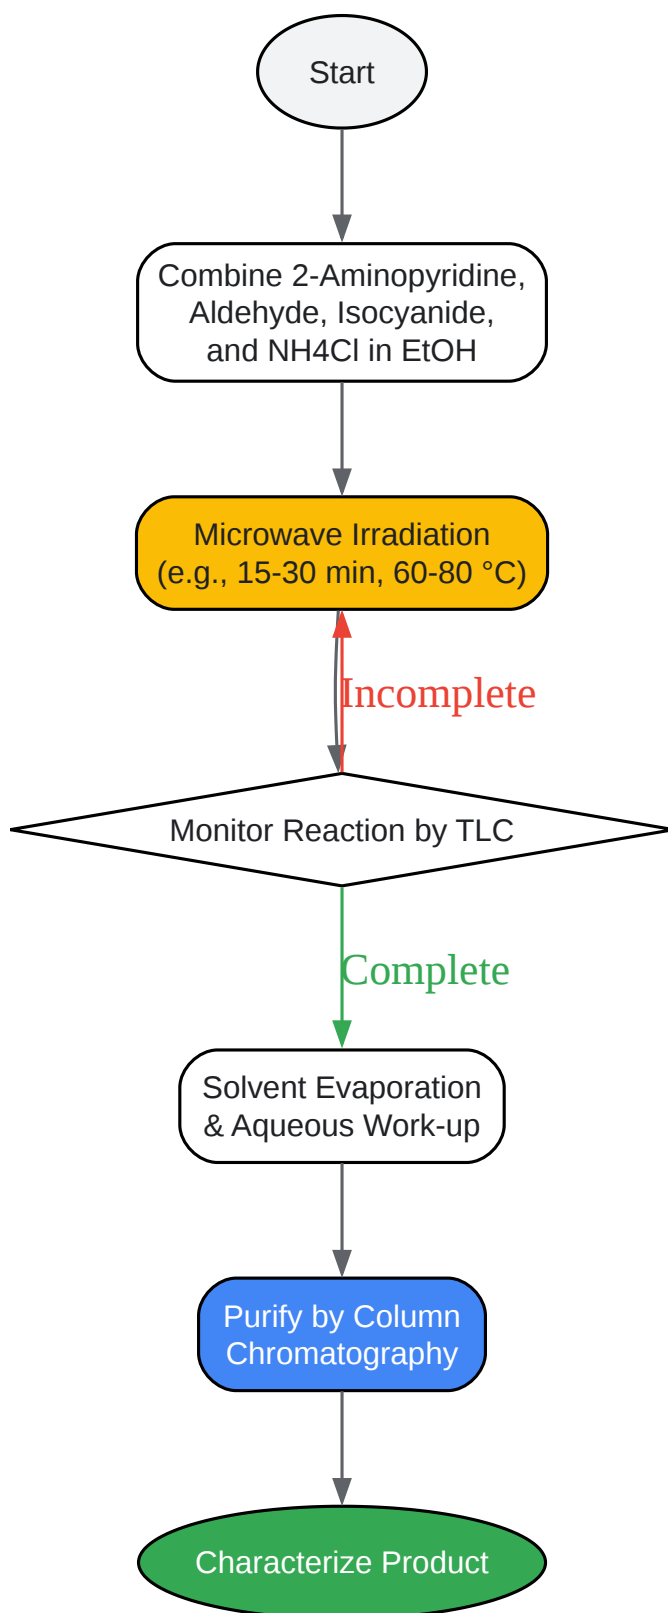 Start
Combine 2-Aminopyridine,
Aldehyde, Isocyanide,
and NH4Cl in EtOH
Microwave Irradiation
(e.g., 15-30 min, 60-80 °C)
Incomplete
Monitor Reaction by TLC
Complete
Solvent Evaporation
& Aqueous Work-up
Purify by Column
Chromatography
Characterize Product